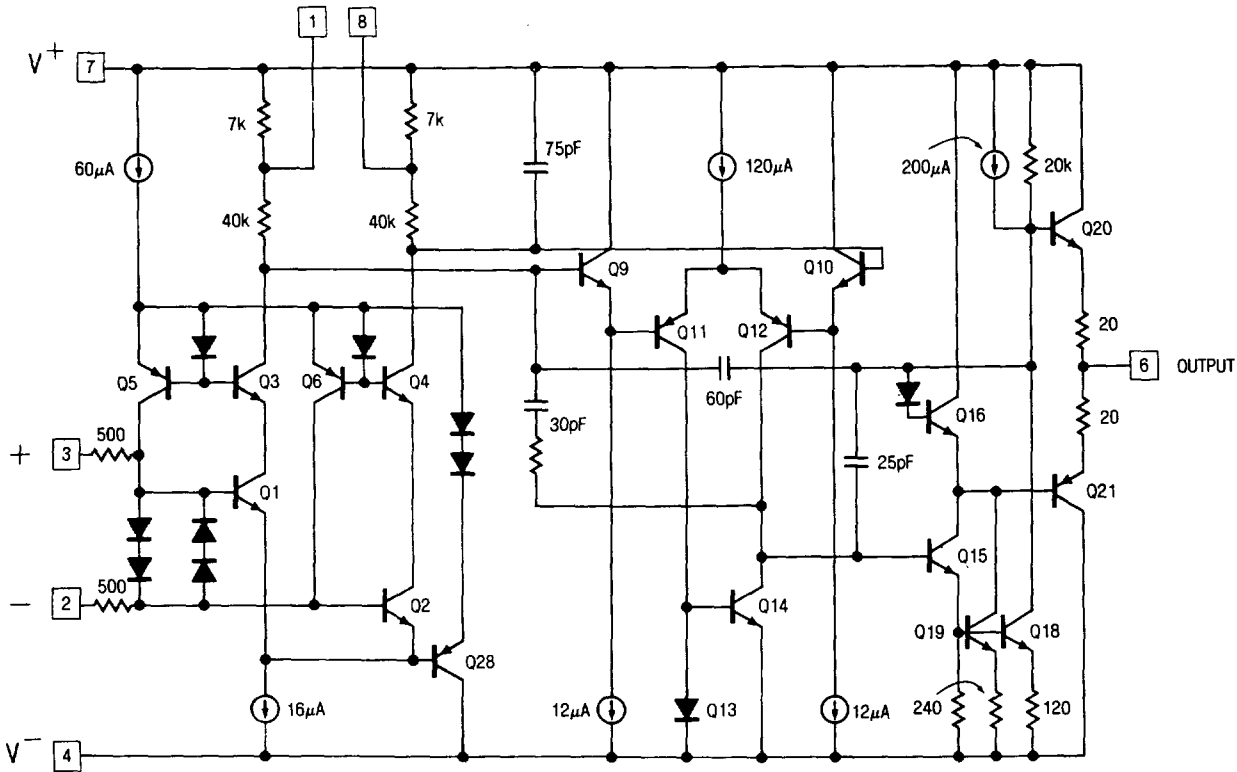 1 8
V+ 7
7k 7k
75pF
60µA 120µA 200µA 20k
40k 40k
Q20
Q9 Q10
20
Q11 Q12
6 OUTPUT
Q5 Q3 Q6 Q4
60pF
Q16
20
30pF
+ 3 500
25pF
Q1 Q21
Q15
500
- 2
Q2 Q14
Q19 Q18
Q28
16µA 12µA Q13 12µA 240 120
V- 4